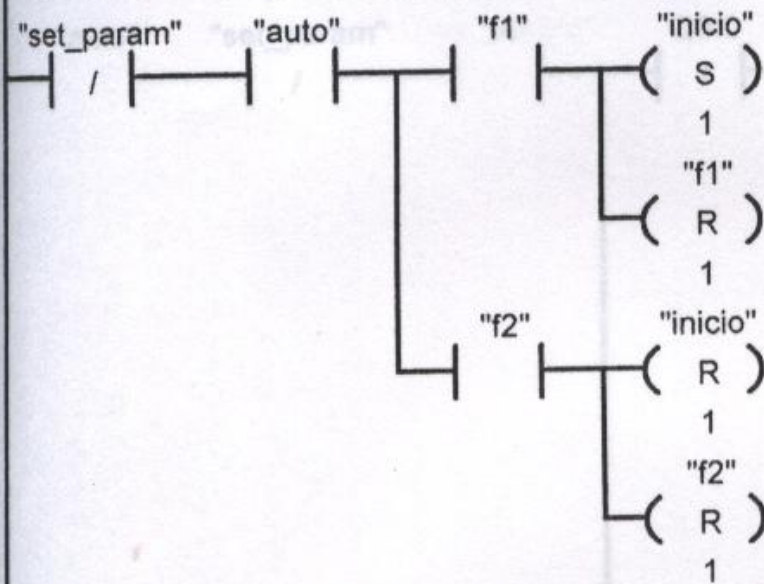 "set_param" "auto" "f1" "inicio"
/ S
1
"f1"
R
1
"f2" "inicio"
R
1
"f2"
R
1